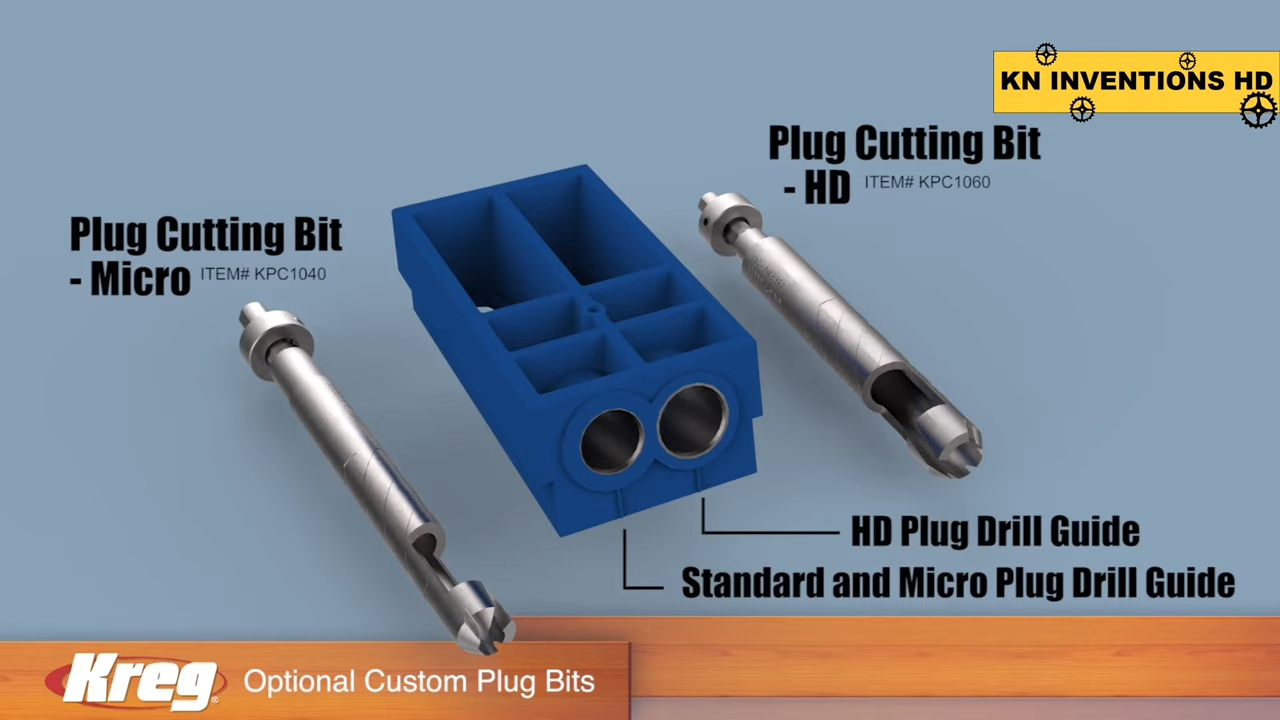 KN INVENTIONS HD
Plug Cutting Bit
- HD ITEM# KPC1060
Plug Cutting Bit
- Micro ITEM# KPC1040
HD Plug Drill Guide
Standard and Micro Plug Drill Guide
Kreg® Optional Custom Plug Bits